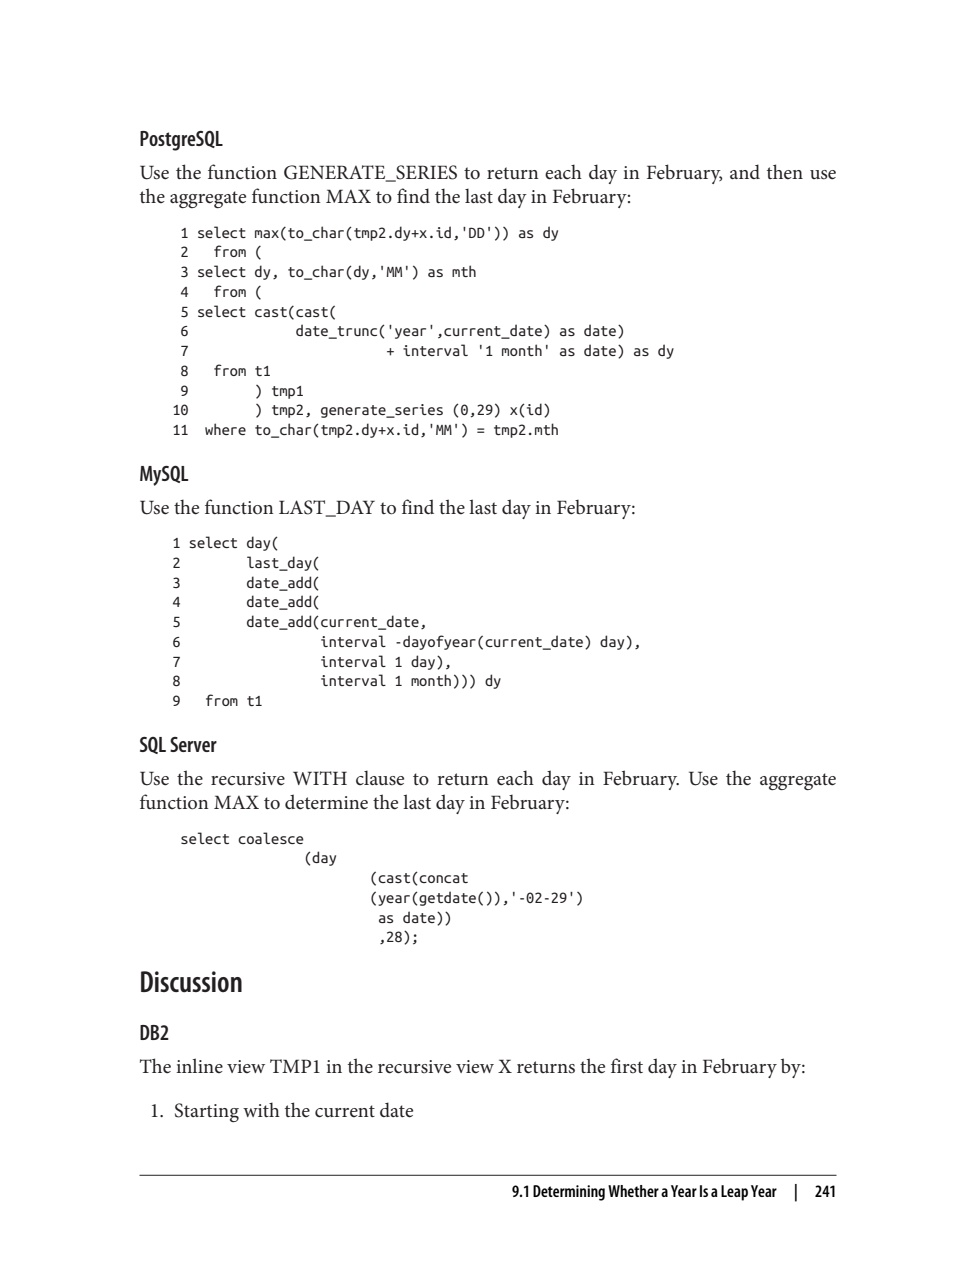 PostgreSQL
Use the function GENERATE_SERIES to return each day in February, and then use
the aggregate function MAX to find the last day in February:
1 select max(to_char(tmp2.dy+x.id,'DD')) as dy
2   from (
3 select dy, to_char(dy,'MM') as mth
4   from (
5 select cast(cast(
6             date_trunc('year',current_date) as date)
7                        + interval '1 month' as date) as dy
8   from t1
9        ) tmp1
10        ) tmp2, generate_series (0,29) x(id)
11  where to_char(tmp2.dy+x.id,'MM') = tmp2.mth
MySQL
Use the function LAST_DAY to find the last day in February:
1 select day(
2        last_day(
3        date_add(
4        date_add(
5        date_add(current_date,
6                 interval -dayofyear(current_date) day),
7                 interval 1 day),
8                 interval 1 month))) dy
9   from t1
SQL Server
Use the recursive WITH clause to return each day in February. Use the aggregate
function MAX to determine the last day in February:
select coalesce
(day
(cast(concat
(year(getdate()),'-02-29')
as date))
,28);
Discussion
DB2
The inline view TMP1 in the recursive view X returns the first day in February by:
1. Starting with the current date
9.1 Determining Whether a Year Is a Leap Year | 241